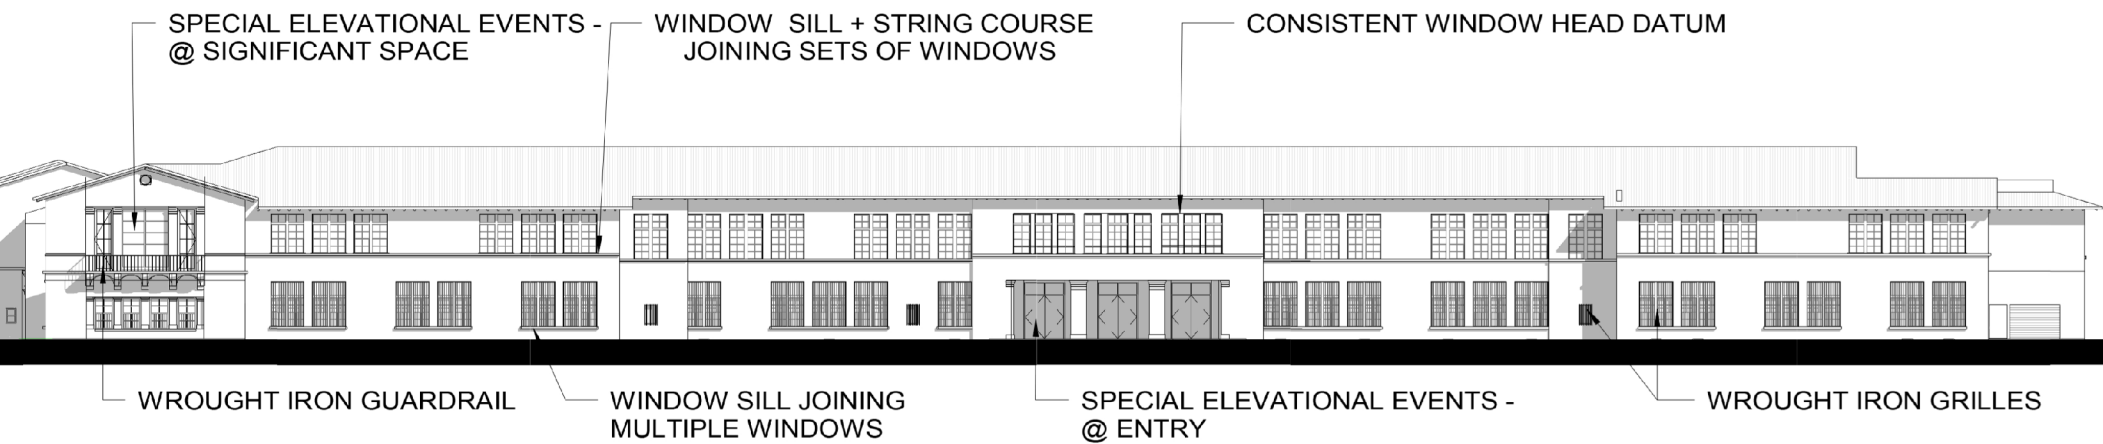 SPECIAL ELEVATIONAL EVENTS -
@ SIGNIFICANT SPACE
WINDOW SILL + STRING COURSE
JOINING SETS OF WINDOWS
CONSISTENT WINDOW HEAD DATUM
WROUGHT IRON GUARDRAIL
WINDOW SILL JOINING
MULTIPLE WINDOWS
SPECIAL ELEVATIONAL EVENTS -
@ ENTRY
WROUGHT IRON GRILLES